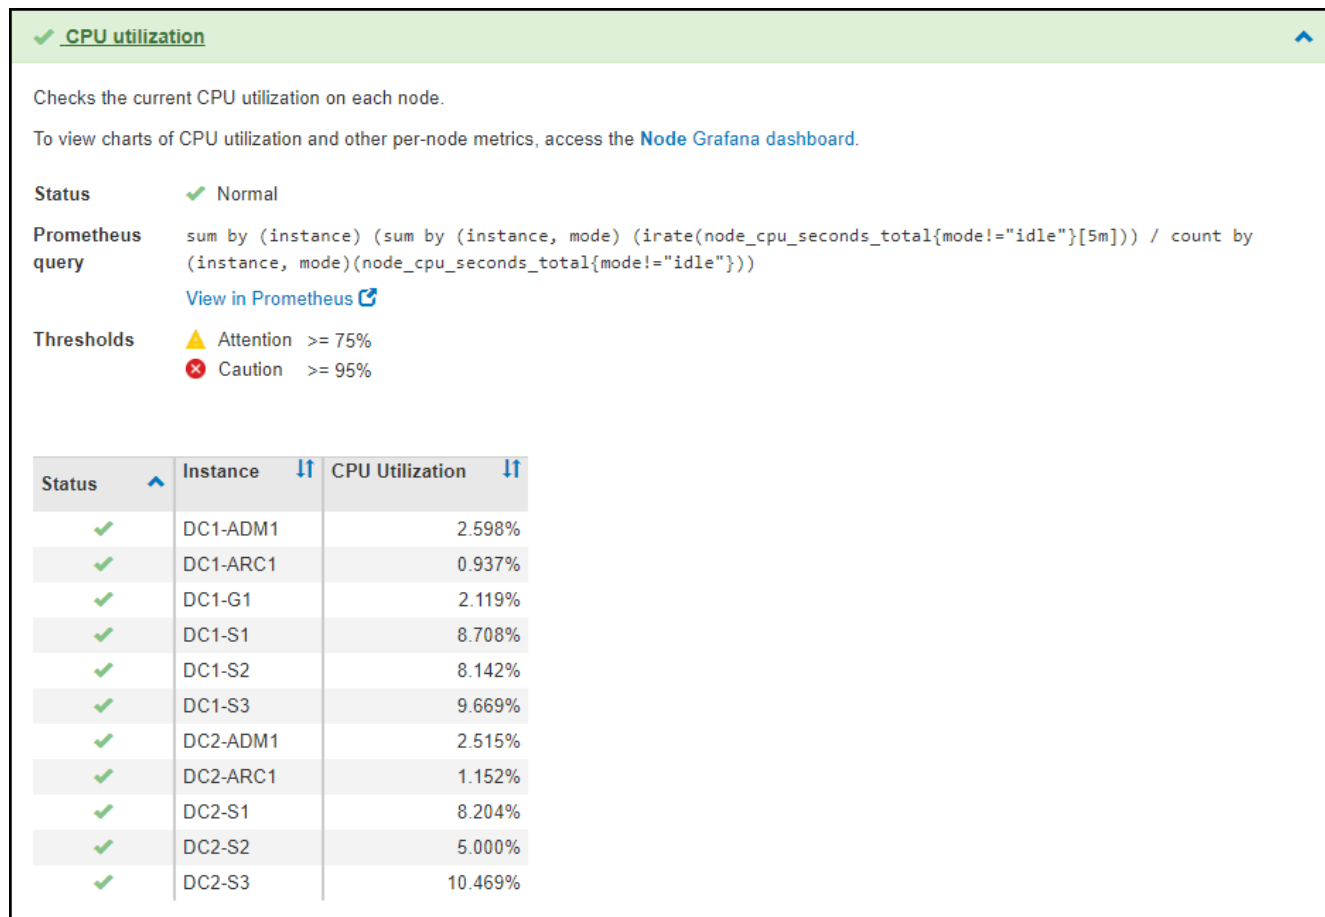 CPU utilization
Checks the current CPU utilization on each node.
To view charts of CPU utilization and other per-node metrics, access the Node Grafana dashboard.
Status Normal
Prometheus query sum by (instance) (sum by (instance, mode) (irate(node_cpu_seconds_total{mode!="idle"}[5m])) / count by
(instance, mode)(node_cpu_seconds_total{mode!="idle"}))
View in Prometheus
Thresholds Attention >= 75%
Caution >= 95%
Status Instance CPU Utilization
DC1-ADM1 2.598%
DC1-ARC1 0.937%
DC1-G1 2.119%
DC1-S1 8.708%
DC1-S2 8.142%
DC1-S3 9.669%
DC2-ADM1 2.515%
DC2-ARC1 1.152%
DC2-S1 8.204%
DC2-S2 5.000%
DC2-S3 10.469%